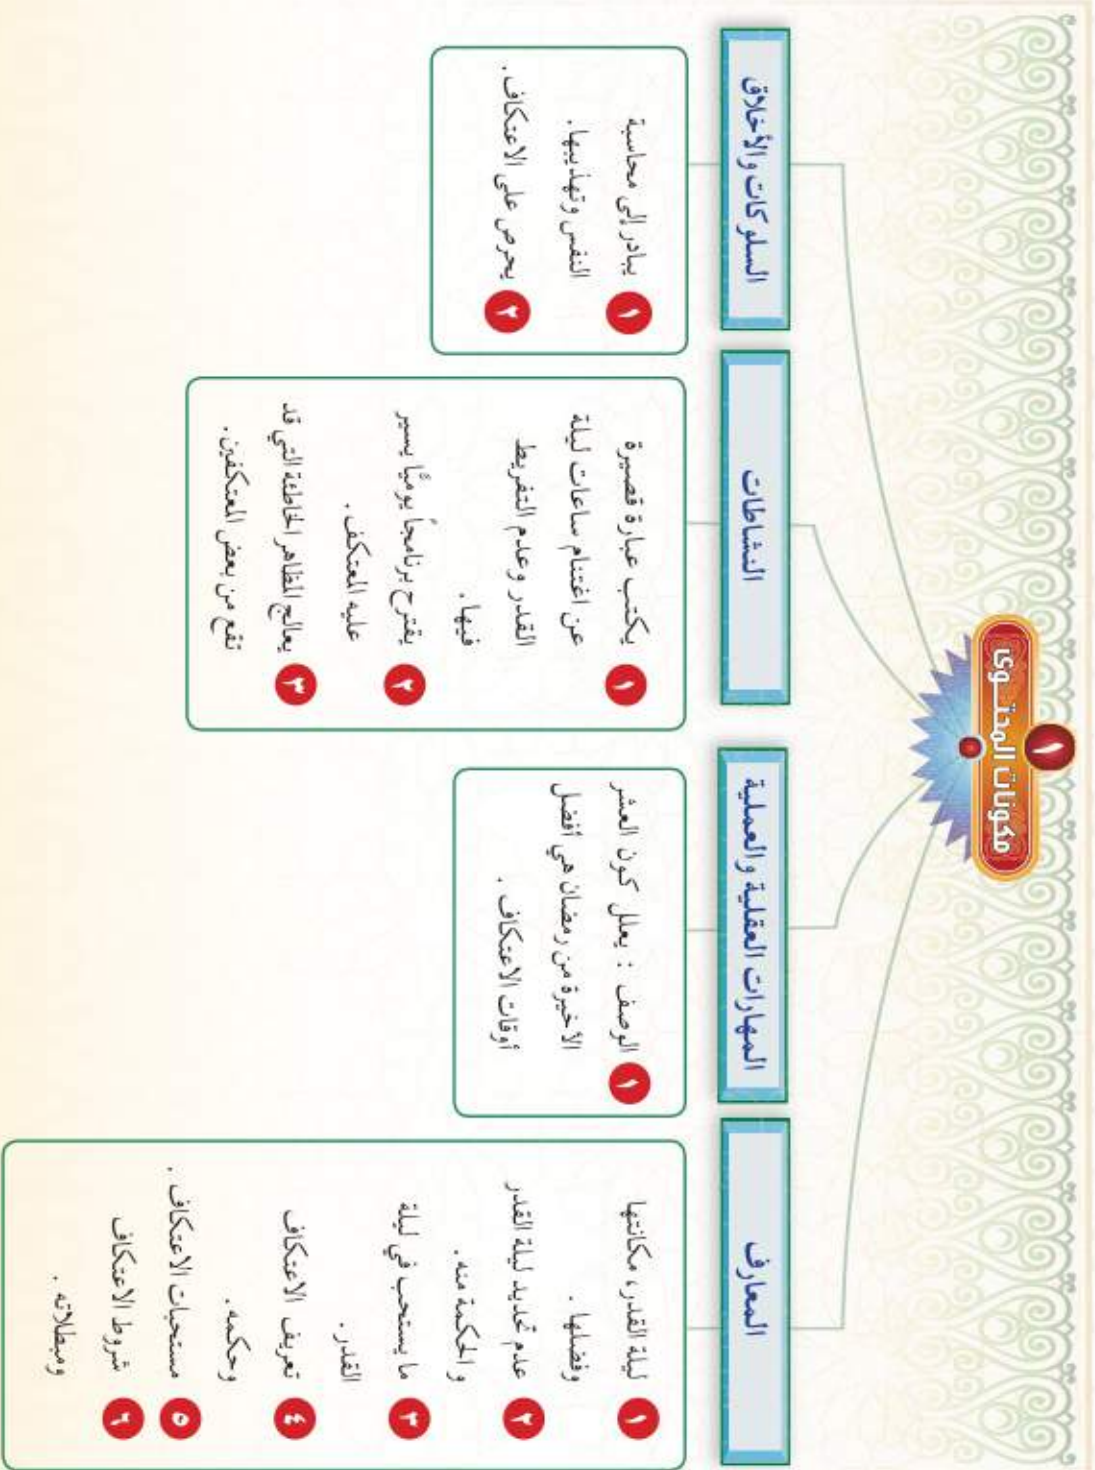 ١
مكونات المحتوى
المعارف
١ ليلة القدر، مكانتها
وفضلها .
٢ عدم تحديد ليلة القدر
والحكمة منه .
٣ ما يستحب في ليلة
القدر .
٤ تعريف الاعتكاف
وحكمه .
٥ مستحبات الاعتكاف .
٦ شروط الاعتكاف
ومبطلاته .
المهارات العقلية والعملية
١ الوصف : يعلل كون العشر
الأخيرة من رمضان هي أفضل
أوقات الاعتكاف .
النشاطات
١ يكتب عبارة قصيرة
عن اغتنام ساعات ليلة
القدر وعدم التفريط
فيها .
٢ يقترح برنامجاً يوميًّا يسير
عليه المعتكف .
٣ يعالج المظاهر الخاطئة التي قد
تقع من بعض المعتكفين .
السلوكات والأخلاق
١ يبادر إلى محاسبة
النفس وتهذيبها .
٢ يحرص على الاعتكاف .